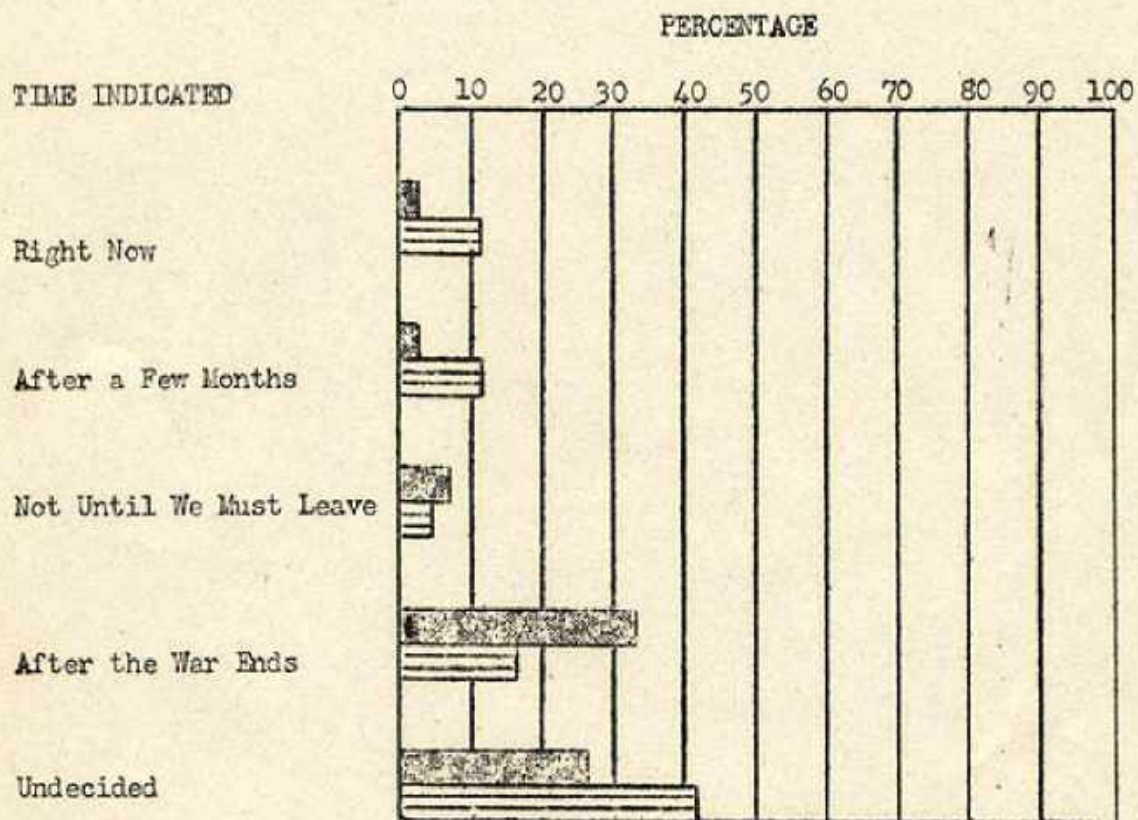 PERCENTAGE
TIME INDICATED 0 10 20 30 40 50 60 70 80 90 100
Right Now
After a Few Months
Not Until We Must Leave
After the War Ends
Undecided